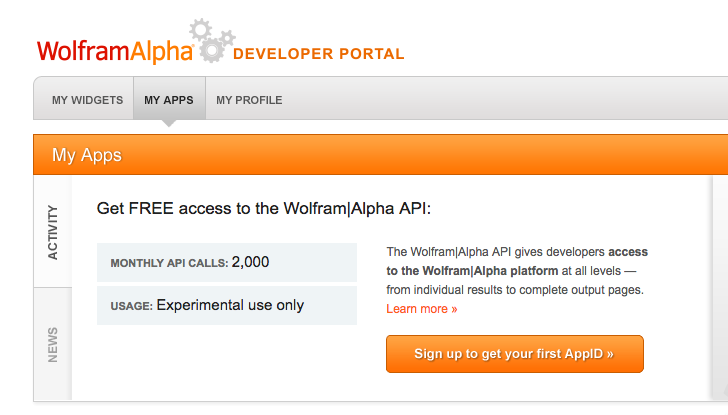 WolframAlpha DEVELOPER PORTAL
MY WIDGETS MY APPS MY PROFILE
My Apps
ACTIVITY
NEWS
Get FREE access to the Wolfram|Alpha API:
MONTHLY API CALLS: 2,000
USAGE: Experimental use only
The Wolfram|Alpha API gives developers access
to the Wolfram|Alpha platform at all levels —
from individual results to complete output pages.
Learn more »
Sign up to get your first AppID »